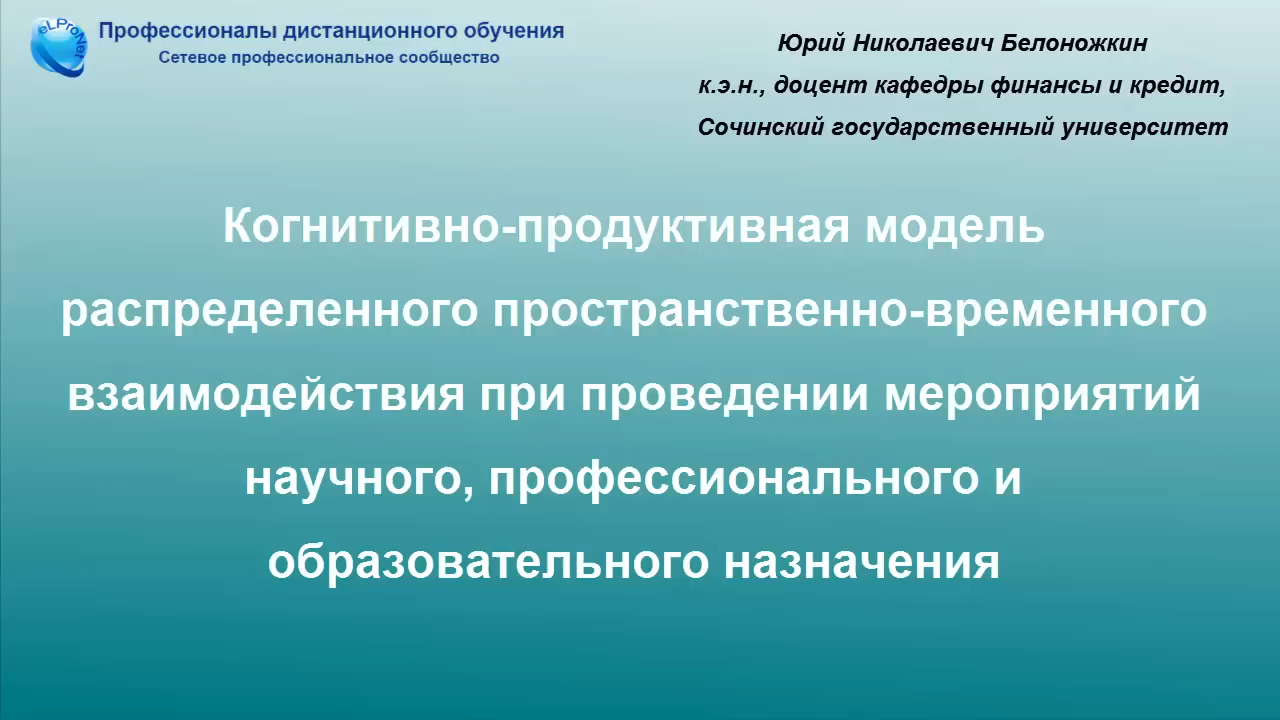 eLProNet
Профессионалы дистанционного обучения
Сетевое профессиональное сообщество
Юрий Николаевич Белоножкин
к.э.н., доцент кафедры финансы и кредит,
Сочинский государственный университет
Когнитивно-продуктивная модель
распределенного пространственно-временного
взаимодействия при проведении мероприятий
научного, профессионального и
образовательного назначения